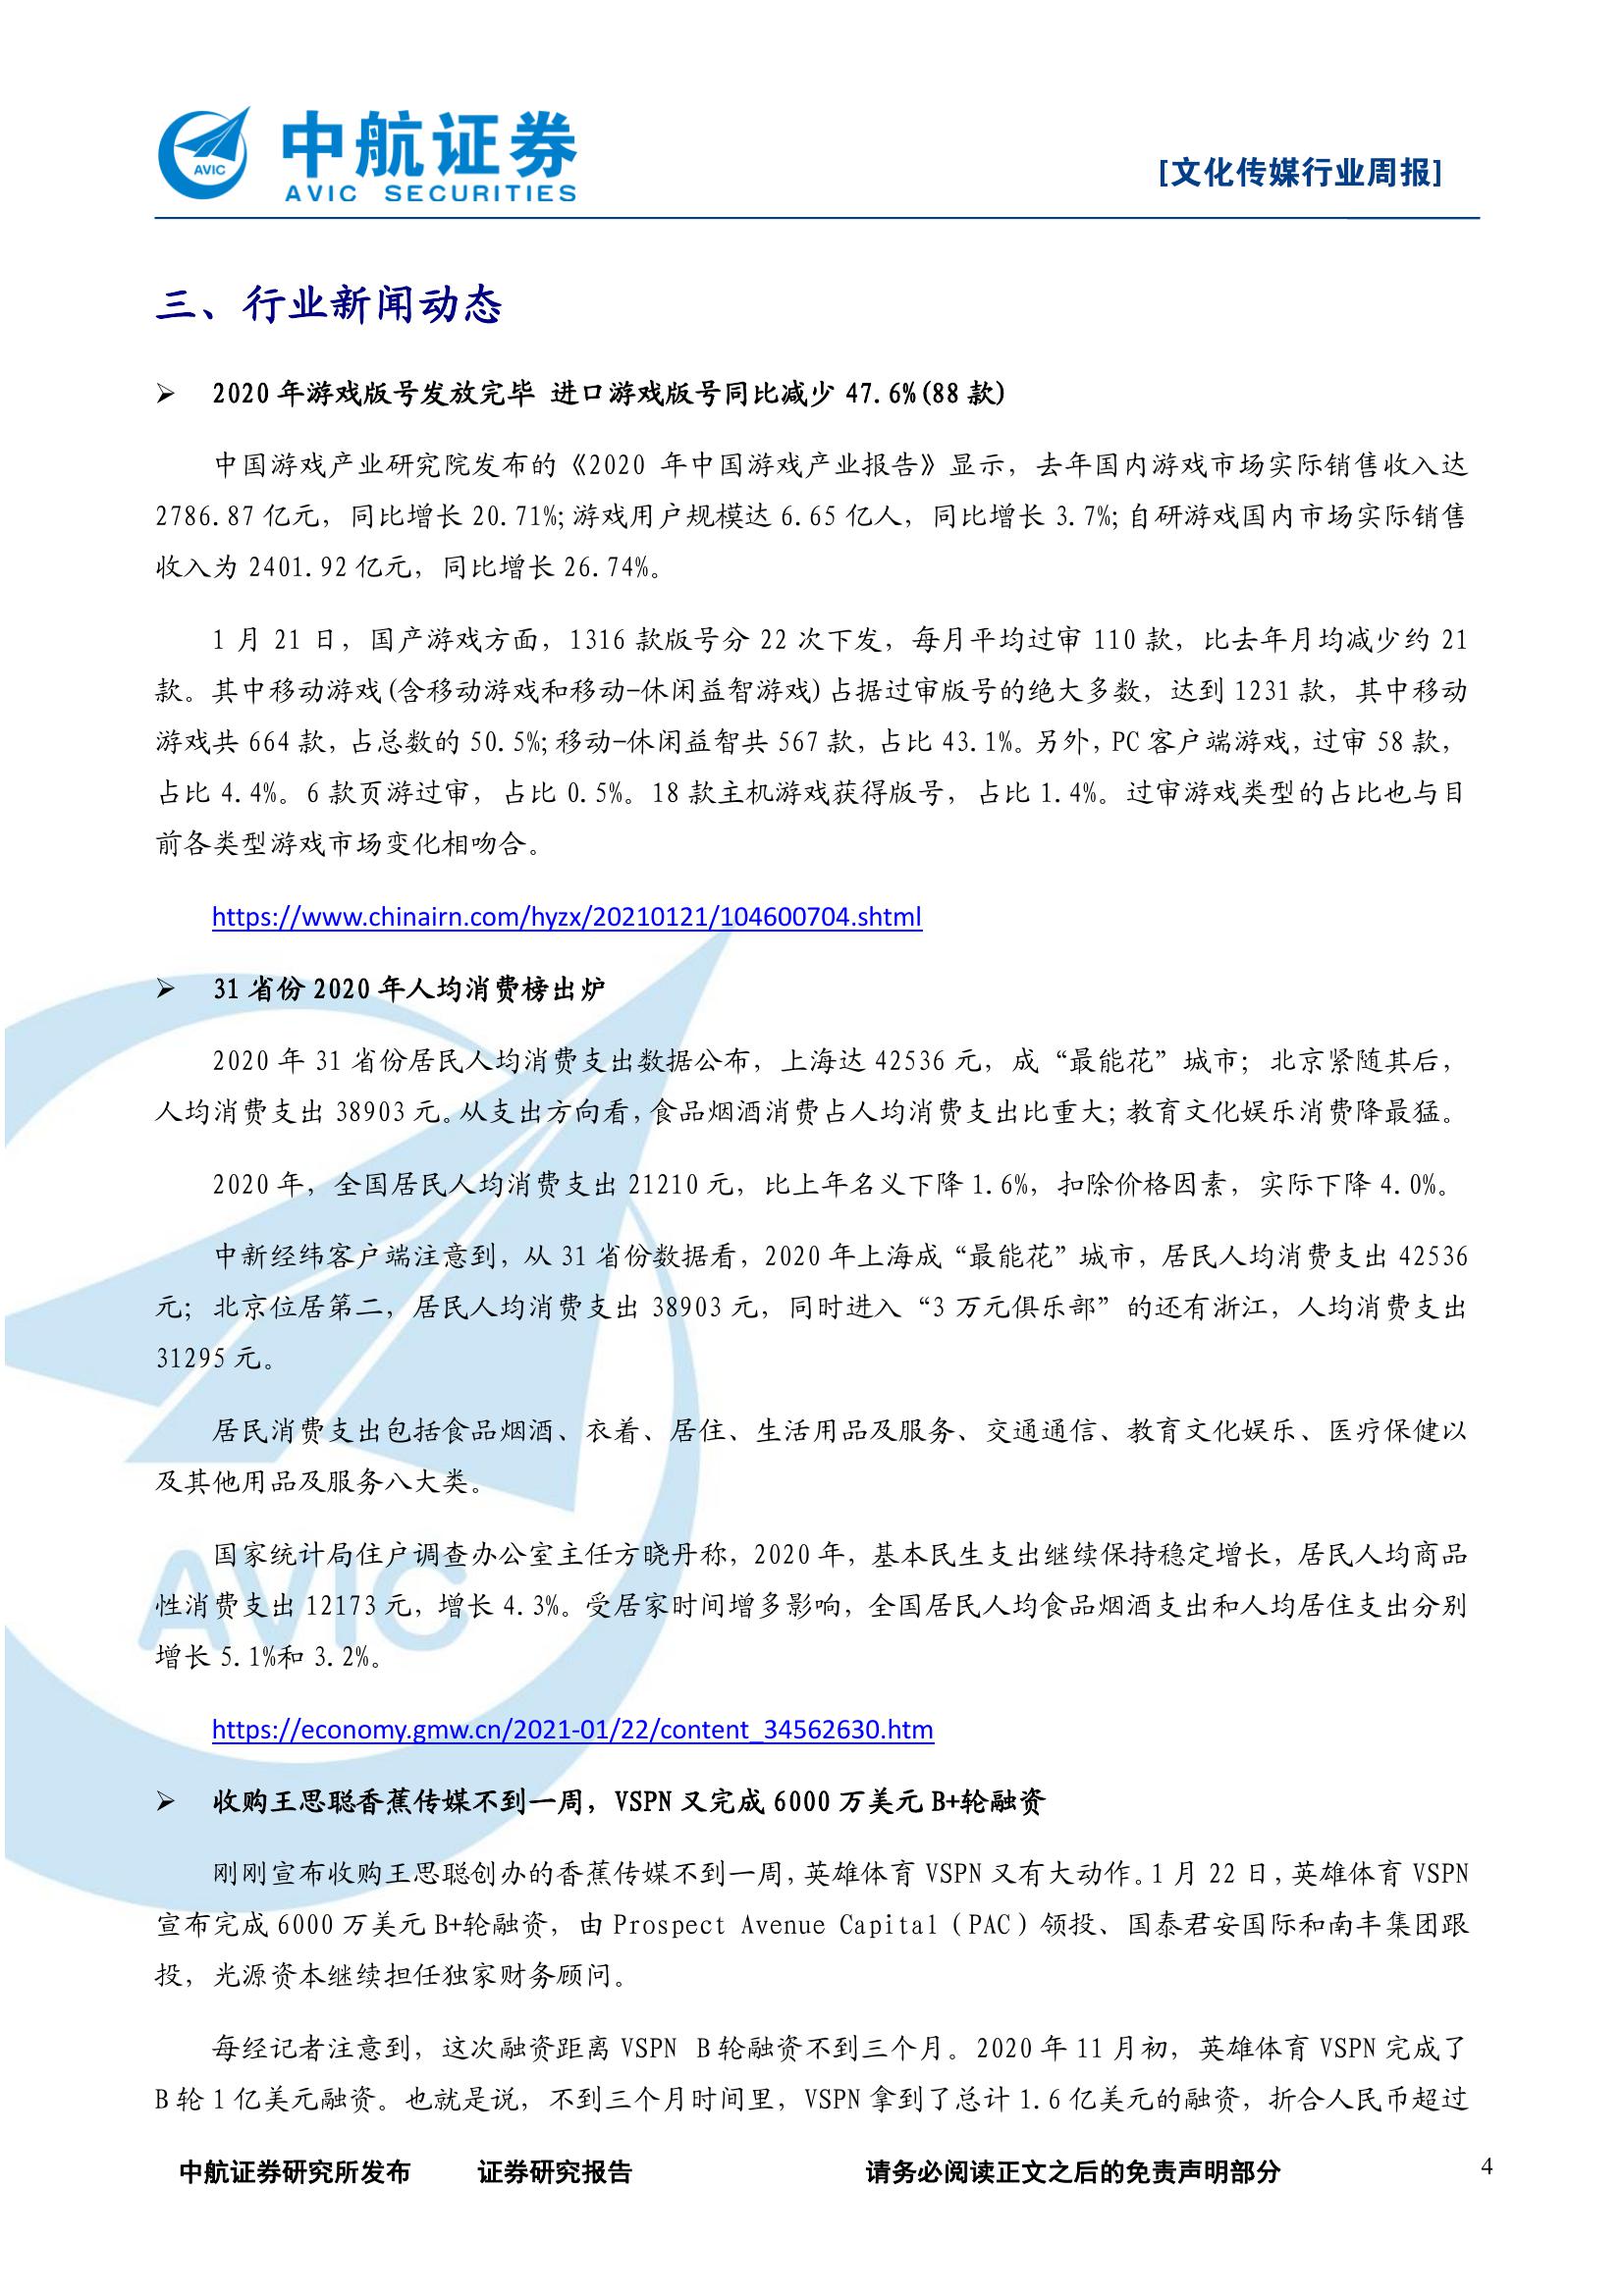 AVIC
中航证券
AVIC SECURITIES
[文化传媒行业周报]
三、行业新闻动态
➢ 2020 年游戏版号发放完毕 进口游戏版号同比减少 47.6%(88 款)
中国游戏产业研究院发布的《2020 年中国游戏产业报告》显示，去年国内游戏市场实际销售收入达
2786.87 亿元，同比增长 20.71%;游戏用户规模达 6.65 亿人，同比增长 3.7%;自研游戏国内市场实际销售
收入为 2401.92 亿元，同比增长 26.74%。
1 月 21 日，国产游戏方面，1316 款版号分 22 次下发，每月平均过审 110 款，比去年月均减少约 21
款。其中移动游戏(含移动游戏和移动-休闲益智游戏)占据过审版号的绝大多数，达到 1231 款，其中移动
游戏共 664 款，占总数的 50.5%;移动-休闲益智共 567 款，占比 43.1%。另外，PC 客户端游戏，过审 58 款，
占比 4.4%。6 款页游过审，占比 0.5%。18 款主机游戏获得版号，占比 1.4%。过审游戏类型的占比也与目
前各类型游戏市场变化相吻合。
https://www.chinairn.com/hyzx/20210121/104600704.shtml
➢ 31 省份 2020 年人均消费榜出炉
2020 年 31 省份居民人均消费支出数据公布，上海达 42536 元，成“最能花”城市；北京紧随其后，
人均消费支出 38903 元。从支出方向看，食品烟酒消费占人均消费支出比重大；教育文化娱乐消费降最猛。
2020 年，全国居民人均消费支出 21210 元，比上年名义下降 1.6%，扣除价格因素，实际下降 4.0%。
中新经纬客户端注意到，从 31 省份数据看，2020 年上海成“最能花”城市，居民人均消费支出 42536
元；北京位居第二，居民人均消费支出 38903 元，同时进入“3 万元俱乐部”的还有浙江，人均消费支出
31295 元。
居民消费支出包括食品烟酒、衣着、居住、生活用品及服务、交通通信、教育文化娱乐、医疗保健以
及其他用品及服务八大类。
国家统计局住户调查办公室主任方晓丹称，2020 年，基本民生支出继续保持稳定增长，居民人均商品
性消费支出 12173 元，增长 4.3%。受居家时间增多影响，全国居民人均食品烟酒支出和人均居住支出分别
增长 5.1%和 3.2%。
AVIC
https://economy.gmw.cn/2021-01/22/content_34562630.htm
➢ 收购王思聪香蕉传媒不到一周，VSPN 又完成 6000 万美元 B+轮融资
刚刚宣布收购王思聪创办的香蕉传媒不到一周，英雄体育 VSPN 又有大动作。1 月 22 日，英雄体育 VSPN
宣布完成 6000 万美元 B+轮融资，由 Prospect Avenue Capital（PAC）领投、国泰君安国际和南丰集团跟
投，光源资本继续担任独家财务顾问。
每经记者注意到，这次融资距离 VSPN B 轮融资不到三个月。2020 年 11 月初，英雄体育 VSPN 完成了
B 轮 1 亿美元融资。也就是说，不到三个月时间里，VSPN 拿到了总计 1.6 亿美元的融资，折合人民币超过
中航证券研究所发布 证券研究报告 请务必阅读正文之后的免责声明部分 4